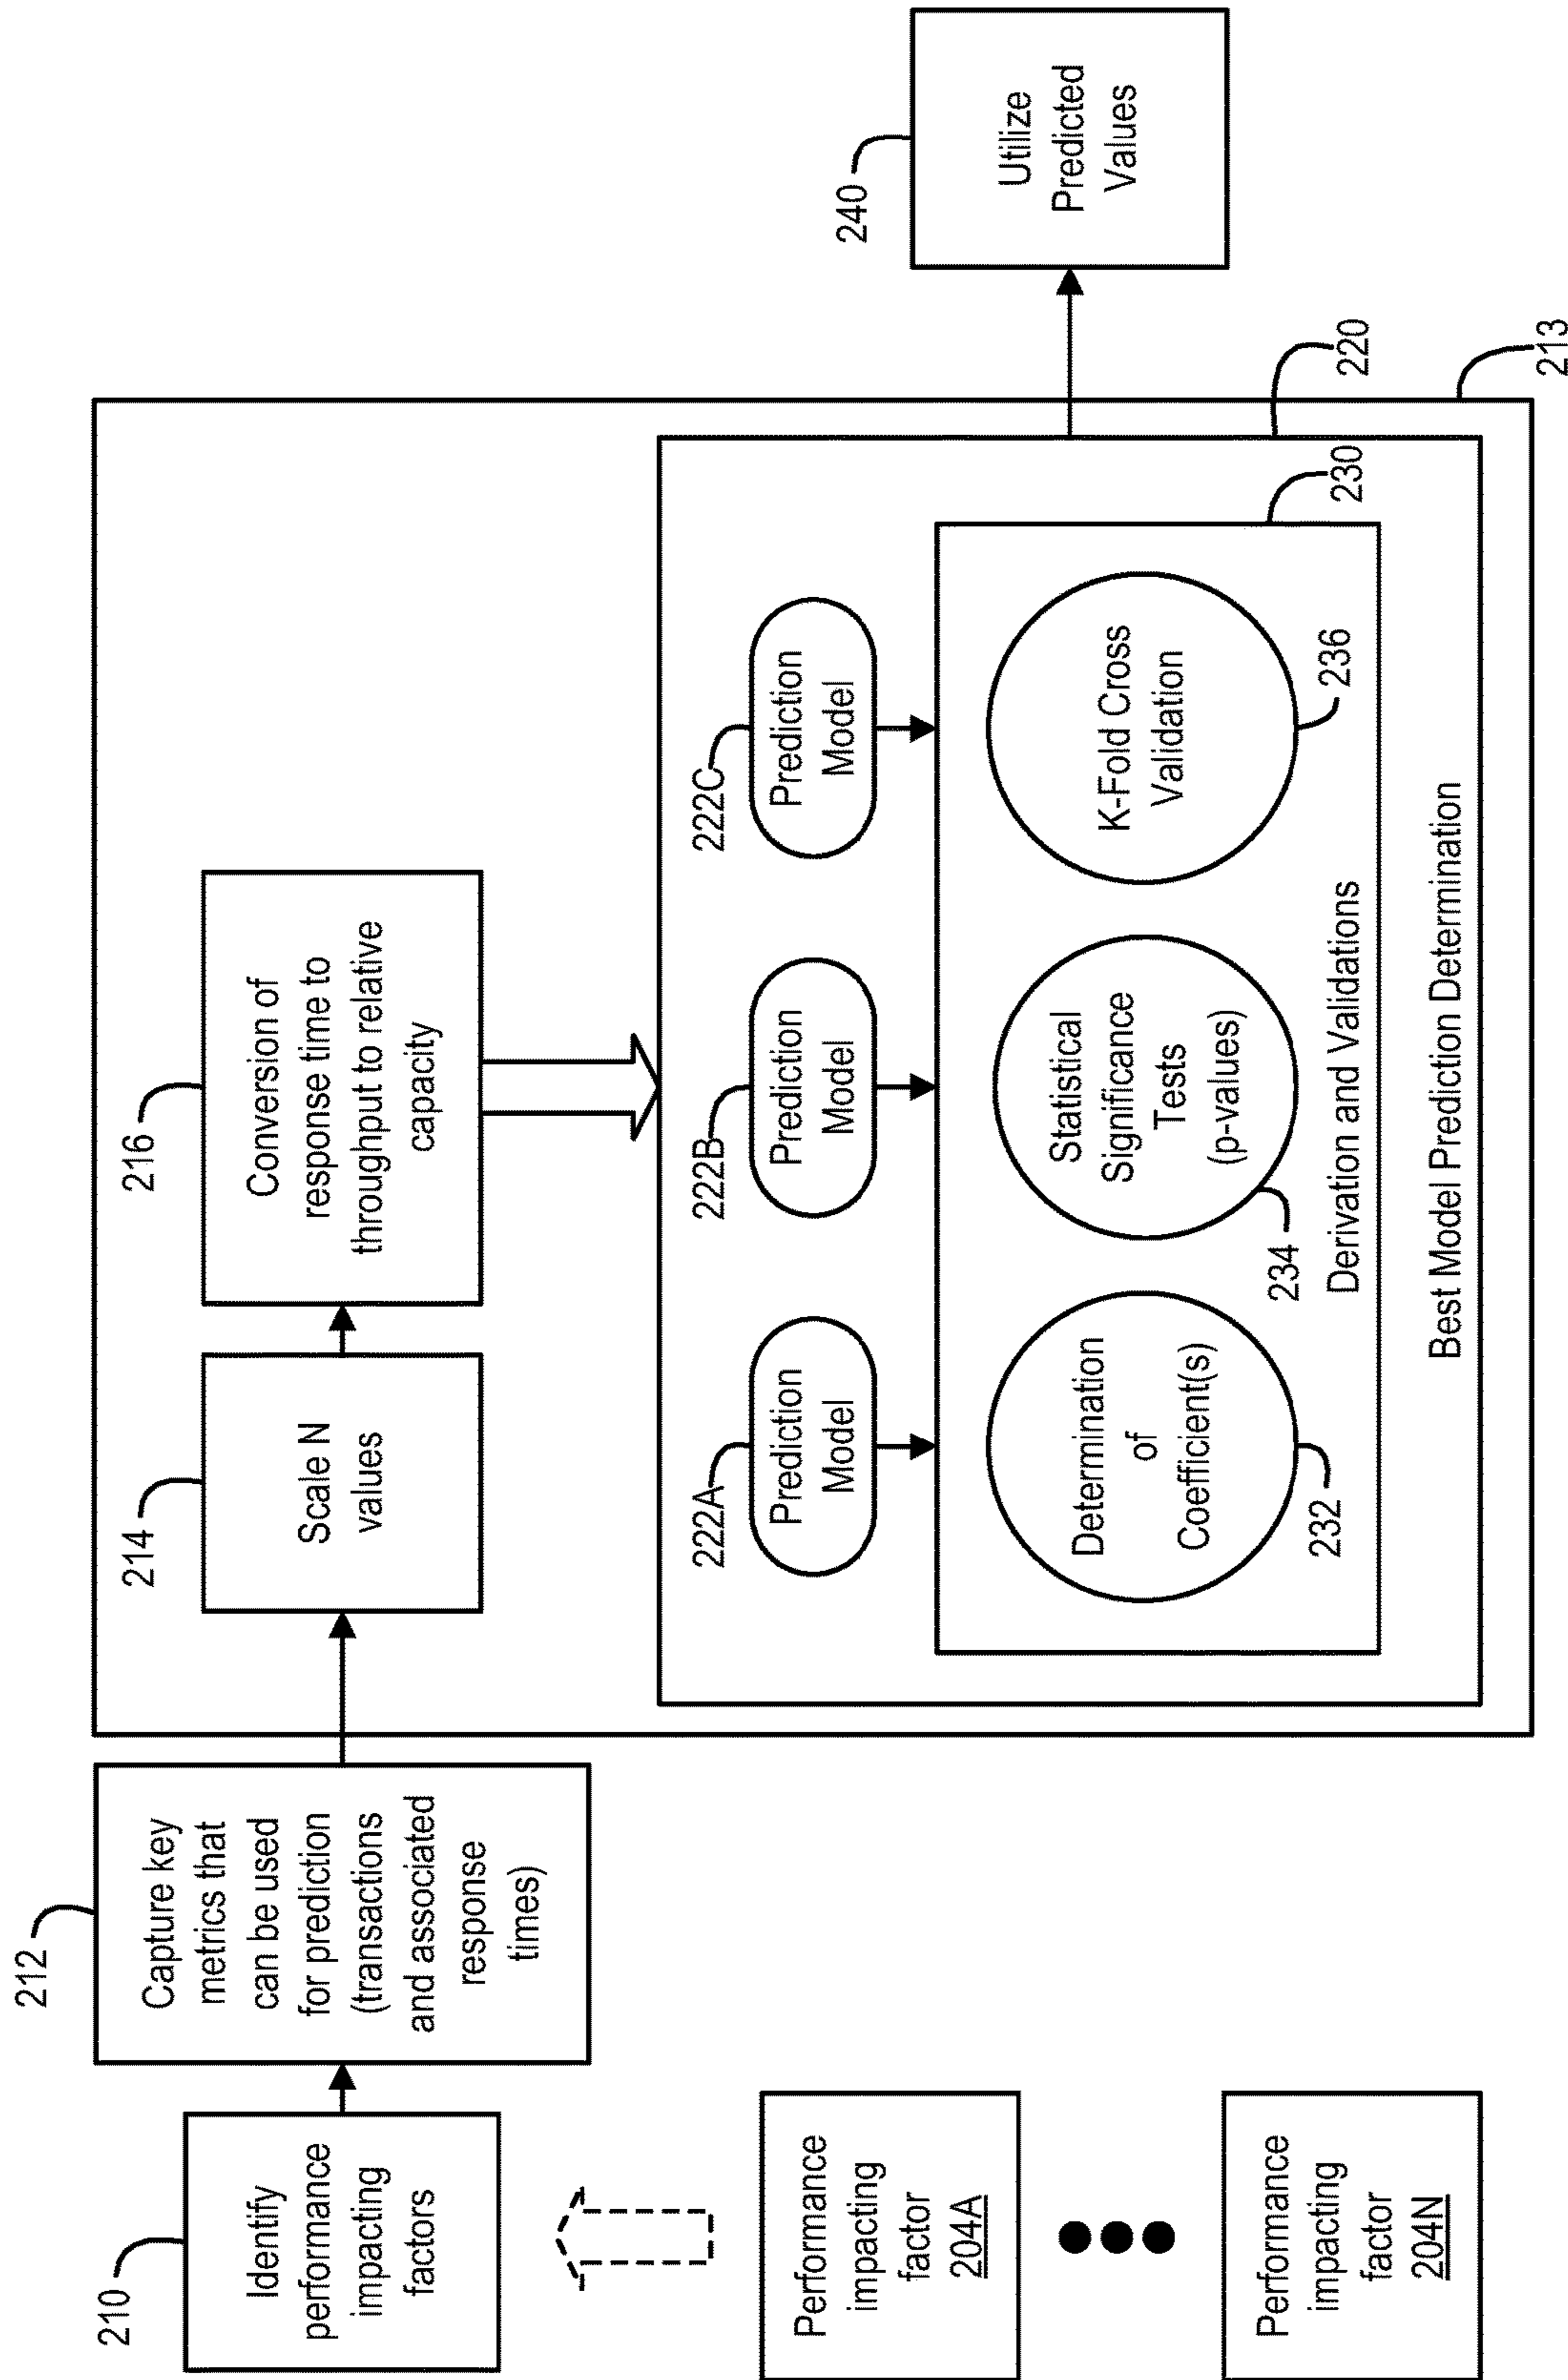 210
Identify
performance
impacting
factors
212
Capture key
metrics that
can be used
for prediction
(transactions
and associated
response
times)
214
Scale N
values
216
Conversion of
response time to
throughput to relative
capacity
Performance
impacting
factor
204A
Performance
impacting
factor
204N
222A
Prediction
Model
222B
Prediction
Model
222C
Prediction
Model
Determination
of
Coefficient(s)
232
Statistical
Significance
Tests
(p-values)
234
K-Fold Cross
Validation
236
Derivation and Validations
230
Best Model Prediction Determination
220
213
240
Utilize
Predicted
Values